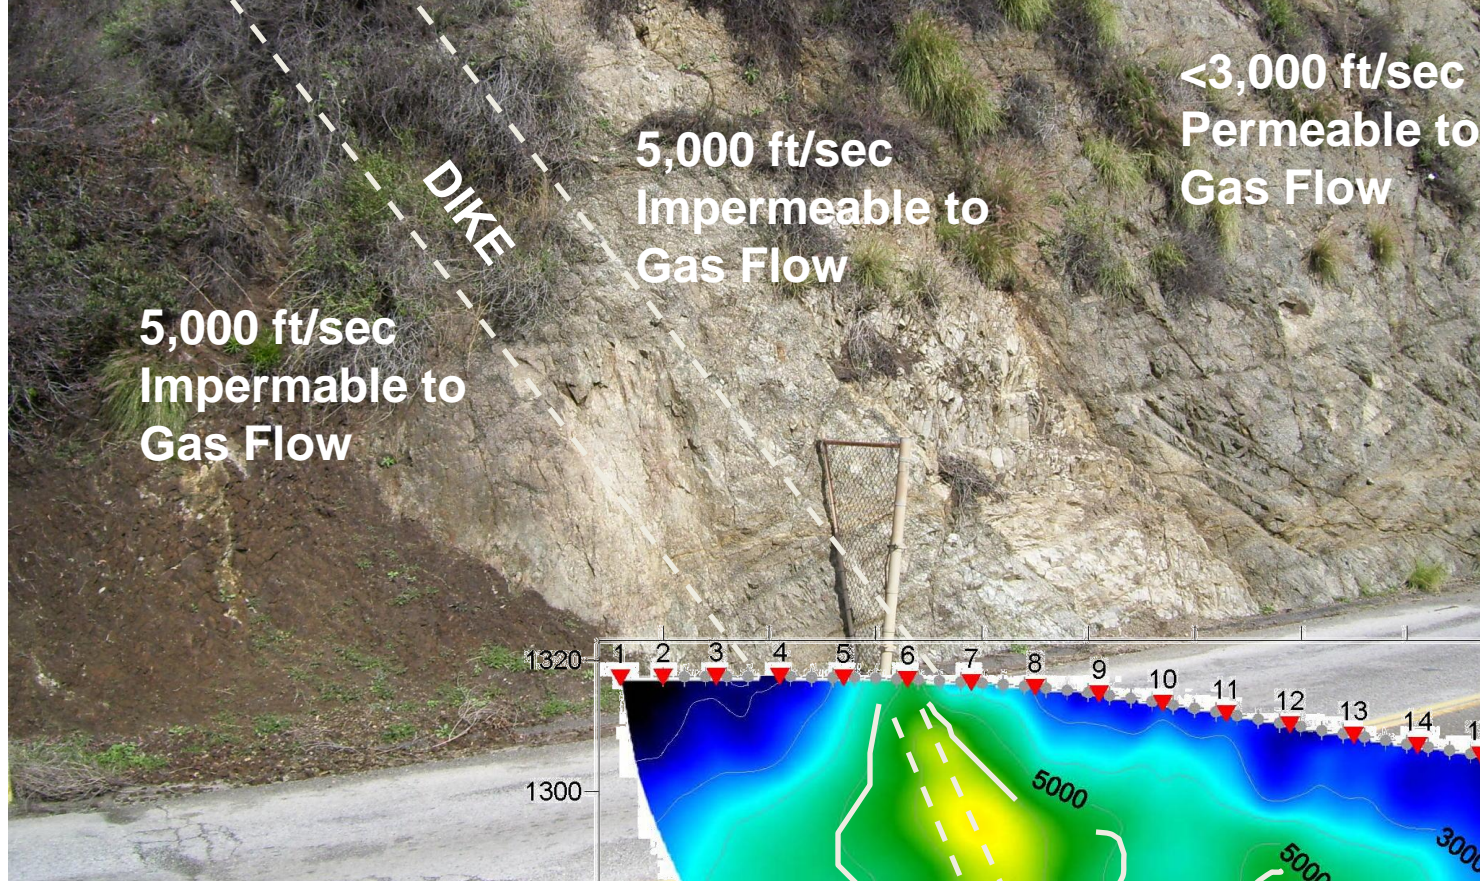 <3,000 ft/sec
Permeable to
Gas Flow
5,000 ft/sec
Impermeable to
Gas Flow
DIKE
5,000 ft/sec
Impermable to
Gas Flow
1320
1 2 3 4 5 6 7 8 9 10 11 12 13 14
1300
5000
3000
5000